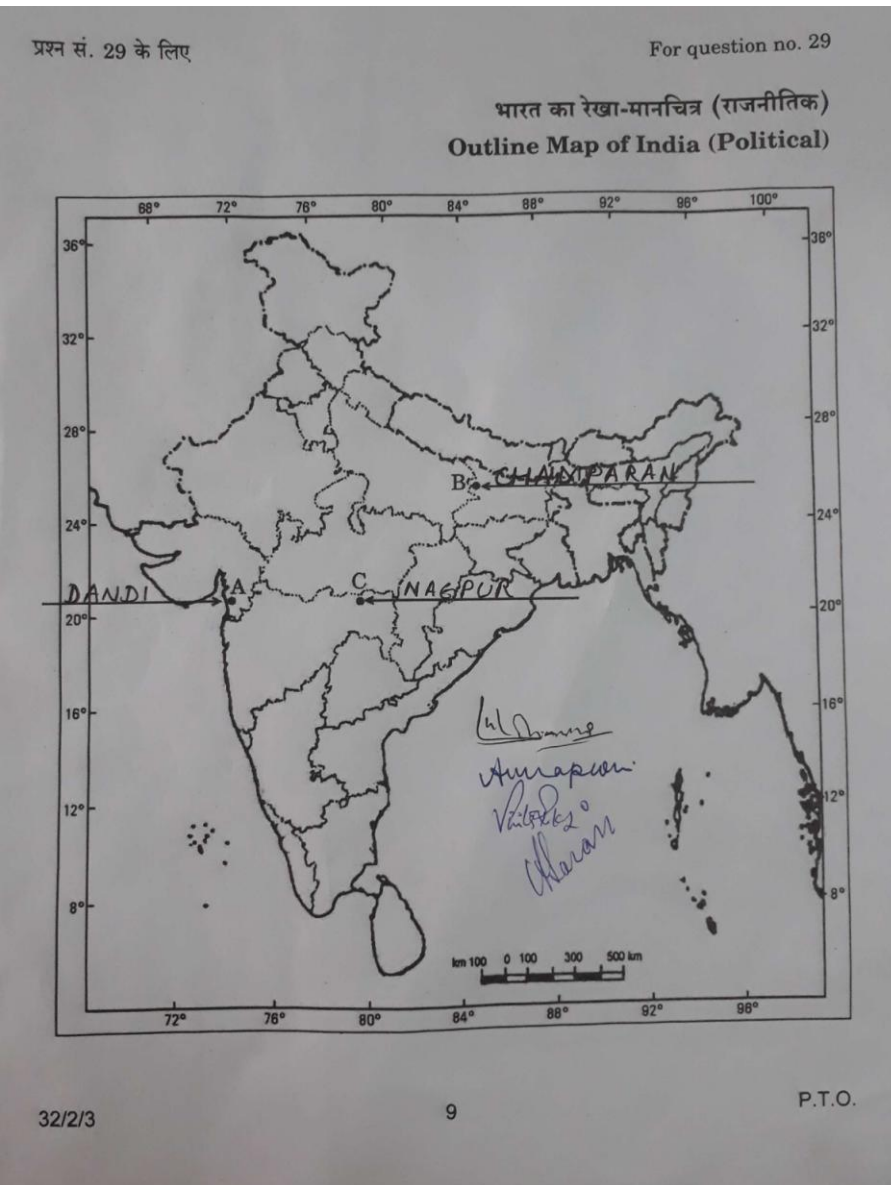 प्रश्न सं. 29 के लिए
For question no. 29
भारत का रेखा-मानचित्र (राजनीतिक)
Outline Map of India (Political)
68° 72° 76° 80° 84° 88° 92° 96° 100°
36° 36°
32° 32°
28° 28°
B CHAMPARAN
24° 24°
DANDI A C NAGPUR
20° 20°
16° 16°
12° 12°
8° 8°
km 100 0 100 300 500 km
72° 76° 80° 84° 88° 92° 96°
32/2/3
9
P.T.O.